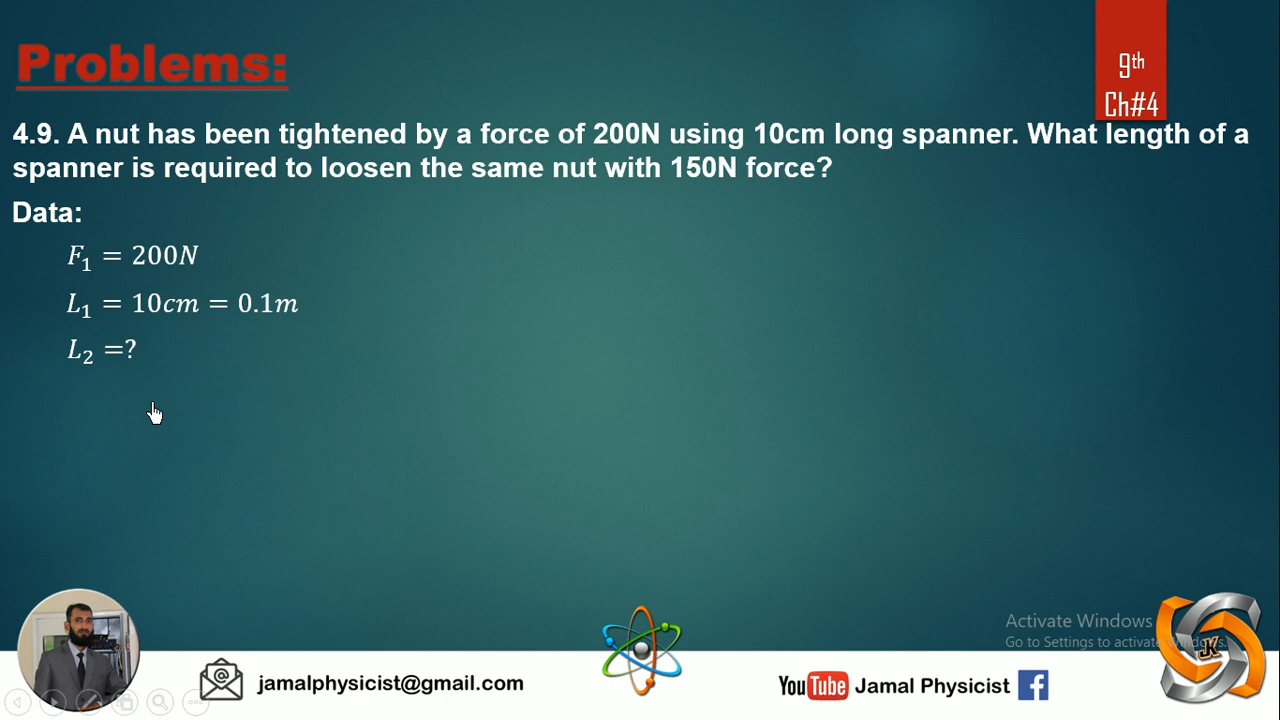 Problems:
9th
Ch#4
4.9. A nut has been tightened by a force of 200N using 10cm long spanner. What length of a
spanner is required to loosen the same nut with 150N force?
Data:
F₁ = 200N
L₁ = 10cm = 0.1m
L₂ =?
Activate Windows
Go to Settings to activate Windows.
JK
jamalphysicist@gmail.com
YouTube Jamal Physicist f